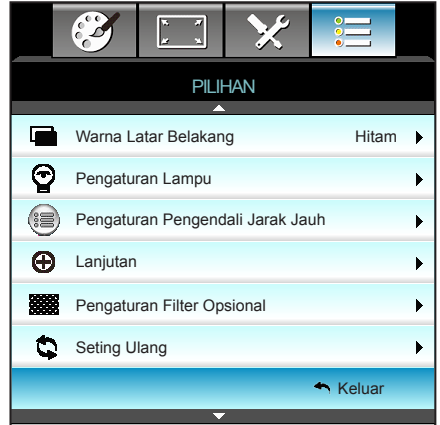 PILIHAN
Warna Latar Belakang Hitam
Pengaturan Lampu
Pengaturan Pengendali Jarak Jauh
Lanjutan
Pengaturan Filter Opsional
Seting Ulang
Keluar